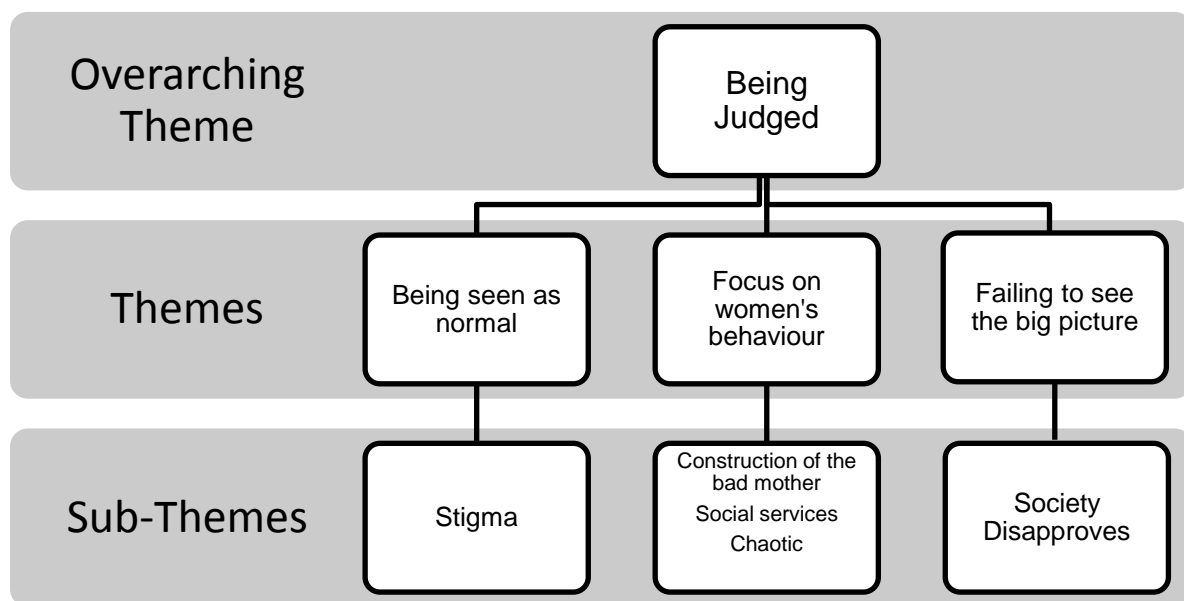 Overarching
Theme
Being
Judged
Themes
Being seen as
normal
Focus on
women's
behaviour
Failing to see
the big picture
Sub-Themes
Stigma
Construction of the
bad mother
Social services
Chaotic
Society
Disapproves